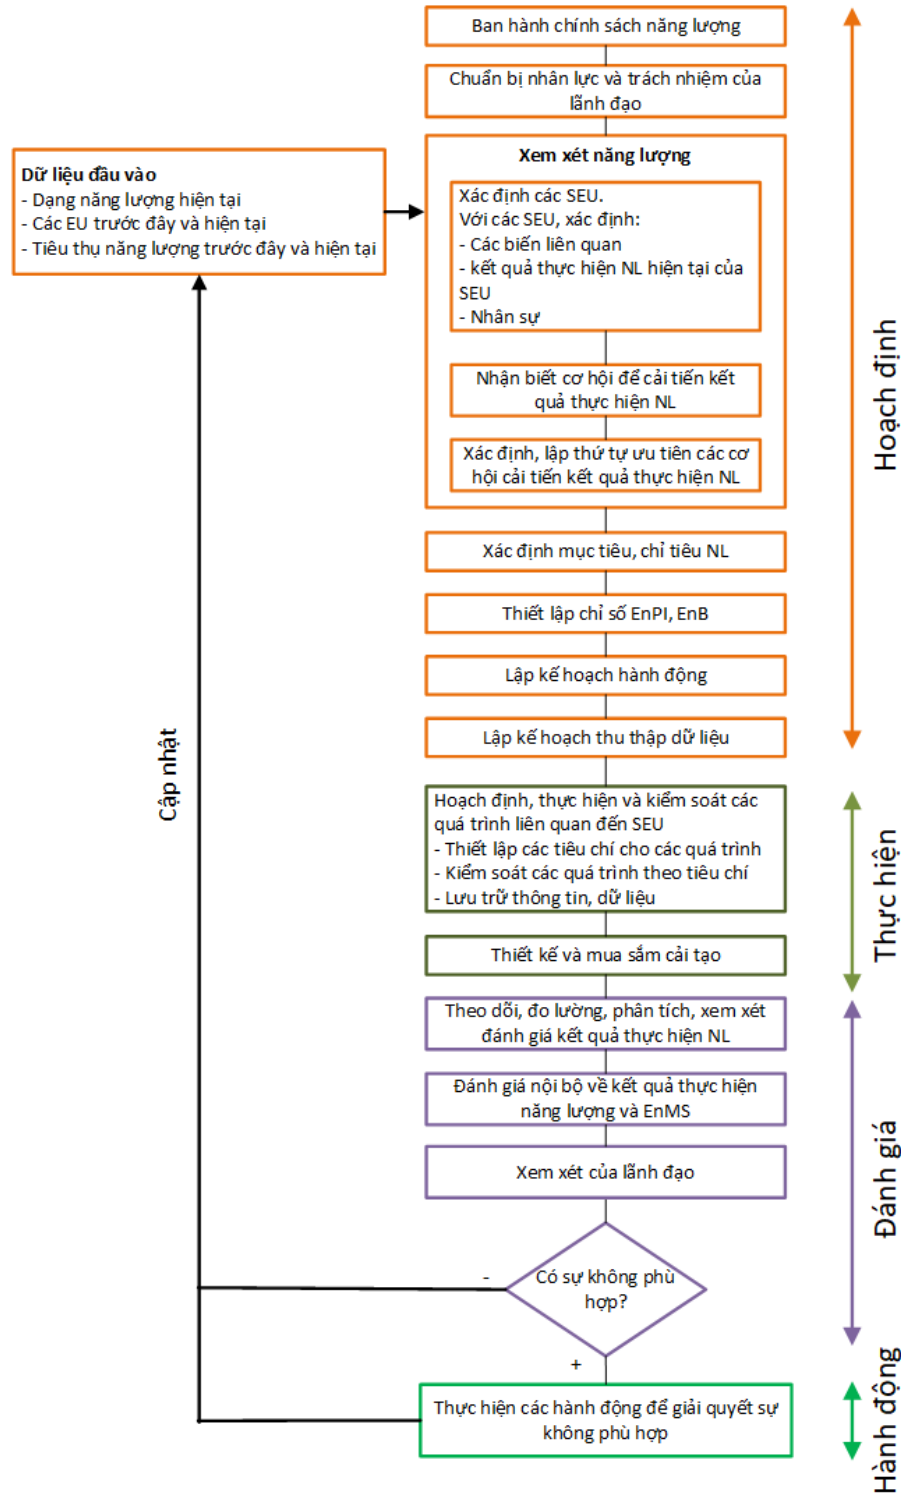 Ban hành chính sách năng lượng
Chuẩn bị nhân lực và trách nhiệm của
lãnh đạo
Dữ liệu đầu vào
- Dạng năng lượng hiện tại
- Các EU trước đây và hiện tại
- Tiêu thụ năng lượng trước đây và hiện tại
Xem xét năng lượng
Xác định các SEU.
Với các SEU, xác định:
- Các biến liên quan
- kết quả thực hiện NL hiện tại của
SEU
- Nhân sự
Nhận biết cơ hội để cải tiến kết
quả thực hiện NL
Xác định, lập thứ tự ưu tiên các cơ
hội cải tiến kết quả thực hiện NL
Xác định mục tiêu, chỉ tiêu NL
Thiết lập chỉ số EnPI, EnB
Lập kế hoạch hành động
Lập kế hoạch thu thập dữ liệu
Hoạch định
Cập nhật
Hoạch định, thực hiện và kiểm soát các
quá trình liên quan đến SEU
- Thiết lập các tiêu chí cho các quá trình
- Kiểm soát các quá trình theo tiêu chí
- Lưu trữ thông tin, dữ liệu
Thiết kế và mua sắm cải tạo
Thực hiện
Theo dõi, đo lường, phân tích, xem xét
đánh giá kết quả thực hiện NL
Đánh giá nội bộ về kết quả thực hiện
năng lượng và EnMS
Xem xét của lãnh đạo
Có sự không phù
hợp?
-
+
Đánh giá
Thực hiện các hành động để giải quyết sự
không phù hợp
Hành động